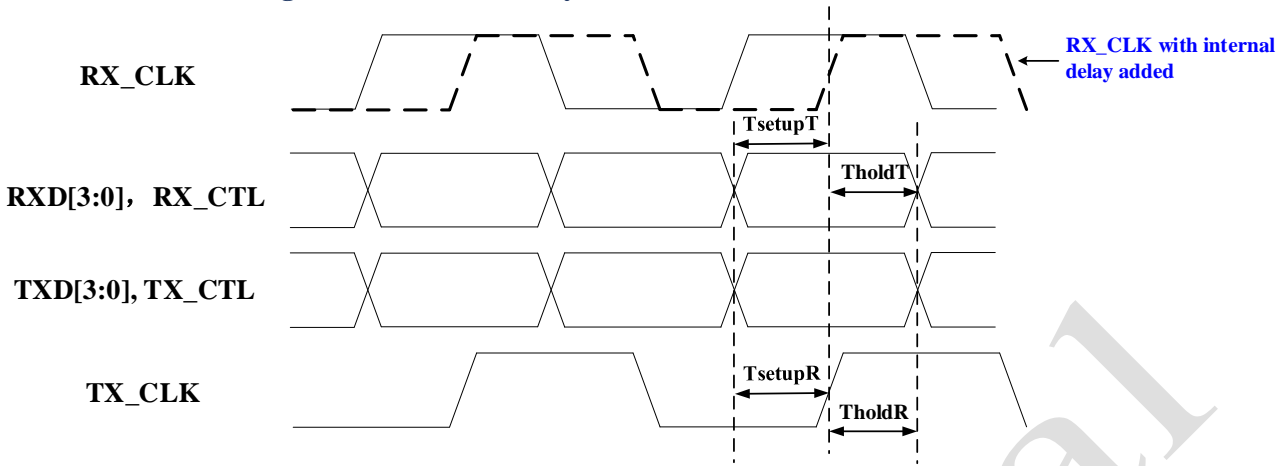 RX_CLK with internal
delay added
RX_CLK
TsetupT
TholdT
RXD[3:0]，RX_CTL
TXD[3:0], TX_CTL
TsetupR
TX_CLK
TholdR